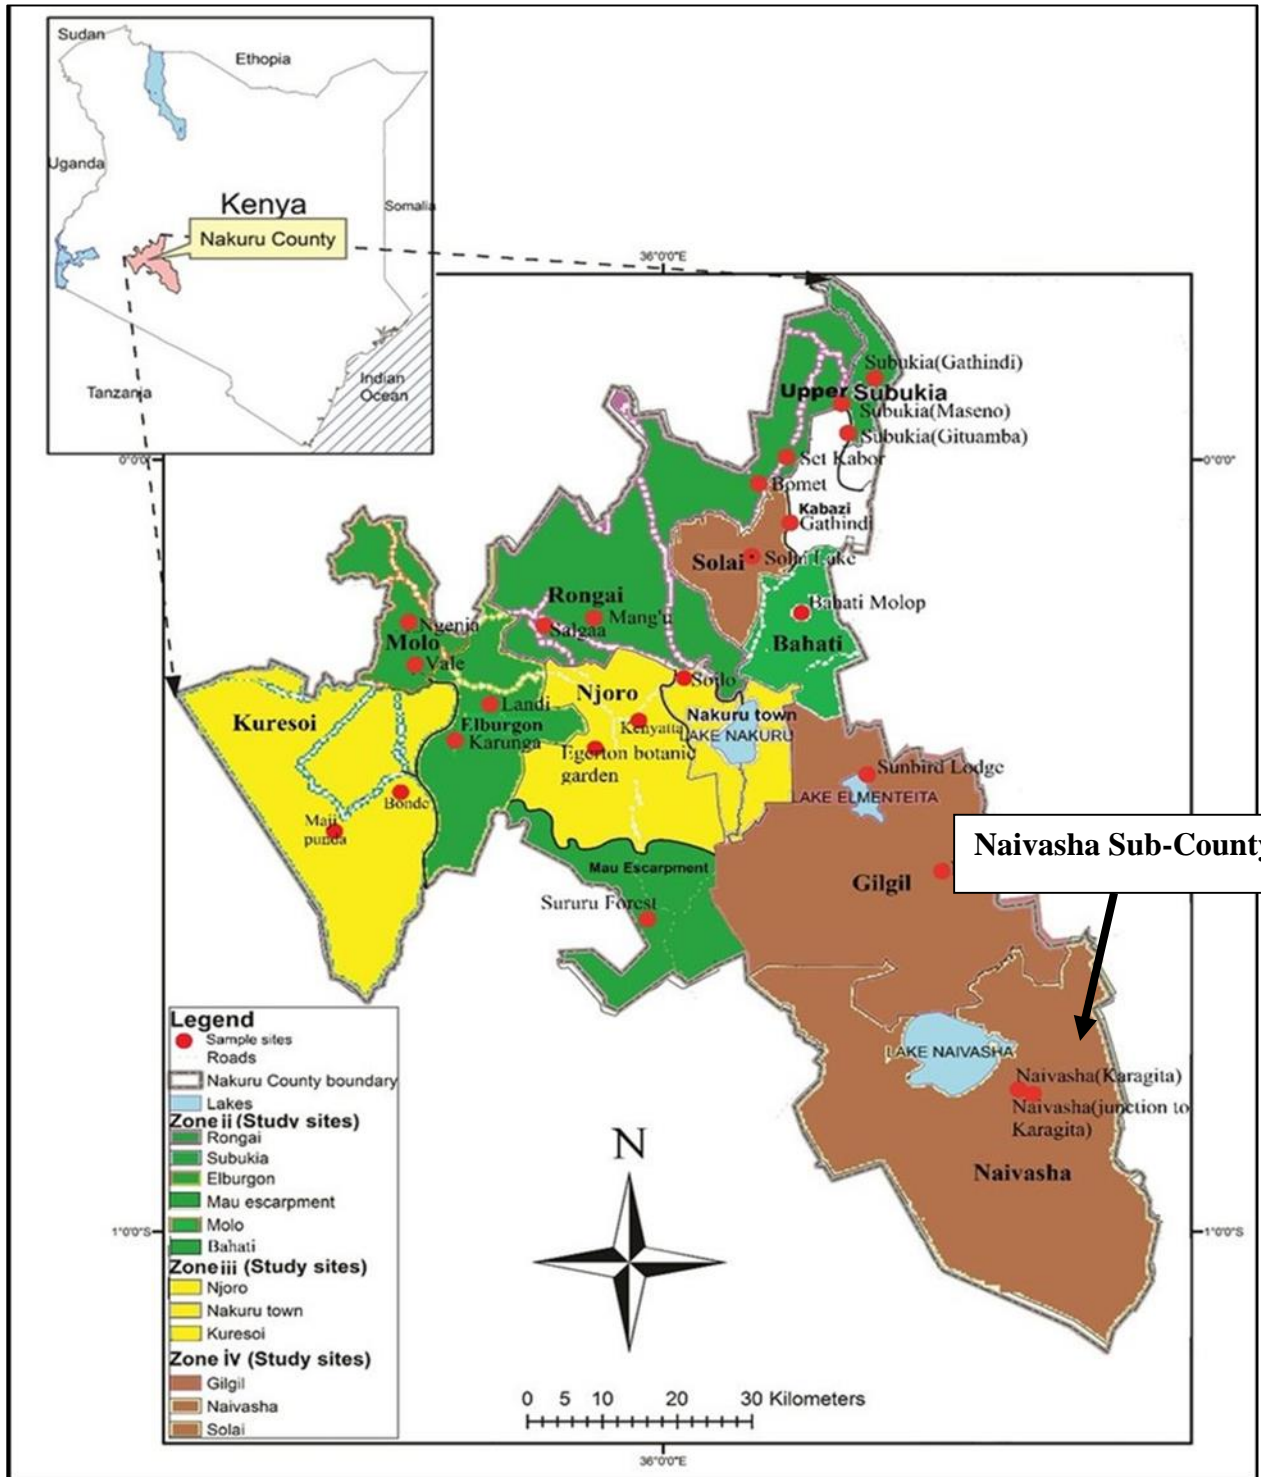 Sudan
Ethiopia
Uganda
Kenya
Somalia
Nakuru County
Tanzania
Indian
Ocean
36°0'0"E
0°0'0"
0°0'0"
Subukia(Gathindi)
Upper Subukia
Subukia(Maseno)
Subukia(Gituamba)
Set Kabor
Bomet
Kabazi
Gathindi
Solai
Solai Lake
Rongai
Mang'u
Salgaa
Bahati Molop
Bahati
Ngenia
Molo
Vale
Soilo
Njoro
Kuresoi
Landi
Elburgon
Karunga
Kenyatta
Nakuru town
LAKE NAKURU
Egerton botanic
garden
Sunbird Lodge
LAKE ELMENTEITA
Bonde
Maji
punda
Naivasha Sub-County
Mau Escarpment
Gilgil
Sururu Forest
LAKE NAIVASHA
Naivasha(Karagita)
Naivasha(junction to
Karagita)
Naivasha
Legend
Sample sites
Roads
Nakuru County boundary
Lakes
Zone ii (Study sites)
Rongai
Subukia
Elburgon
Mau escarpment
Molo
Bahati
Zone iii (Study sites)
Njoro
Nakuru town
Kuresoi
Zone iv (Study sites)
Gilgil
Naivasha
Solai
N
1°0'0"S
1°0'0"S
0 5 10 20 30 Kilometers
36°0'0"E